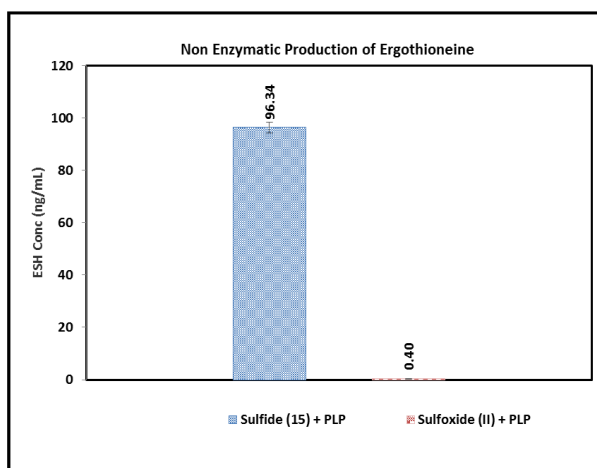 Non Enzymatic Production of Ergothioneine
120
100
80
60
40
20
0
ESH Conc (ng/mL)
96.34
0.40
Sulfide (15) + PLP
Sulfoxide (II) + PLP